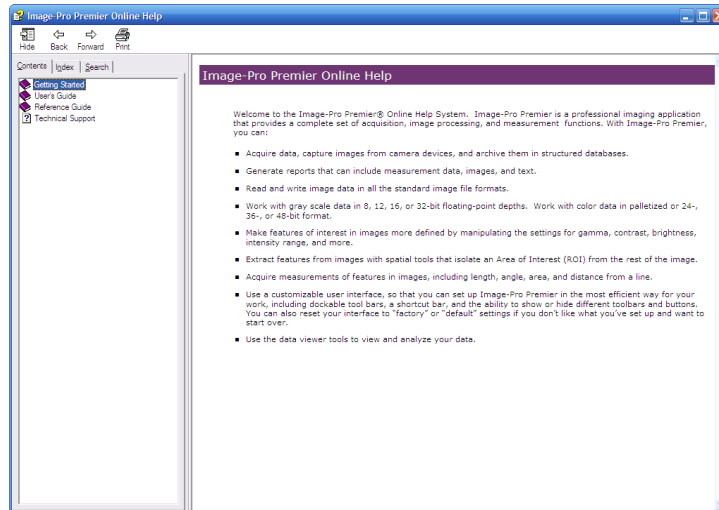 Image-Pro Premier Online Help
Hide Back Forward Print
Contents Index Search
Getting Started
User's Guide
Reference Guide
Technical Support
Image-Pro Premier Online Help
Welcome to the Image-Pro Premier® Online Help System. Image-Pro Premier is a professional imaging application
that provides a complete set of acquisition, image processing, and measurement functions. With Image-Pro Premier,
you can:
Acquire data, capture images from camera devices, and archive them in structured databases.
Generate reports that can include measurement data, images, and text.
Read and write image data in all the standard image file formats.
Work with gray scale data in 8, 12, 16, or 32-bit floating-point depths. Work with color data in palletized or 24-,
36-, or 48-bit format.
Make features of interest in images more defined by manipulating the settings for gamma, contrast, brightness,
intensity range, and more.
Extract features from images with spatial tools that isolate an Area of Interest (ROI) from the rest of the image.
Acquire measurements of features in images, including length, angle, area, and distance from a line.
Use a customizable user interface, so that you can set up Image-Pro Premier in the most efficient way for your
work, including dockable tool bars, a shortcut bar, and the ability to show or hide different toolbars and buttons.
You can also reset your interface to "factory" or "default" settings if you don't like what you've set up and want to
start over.
Use the data viewer tools to view and analyze your data.